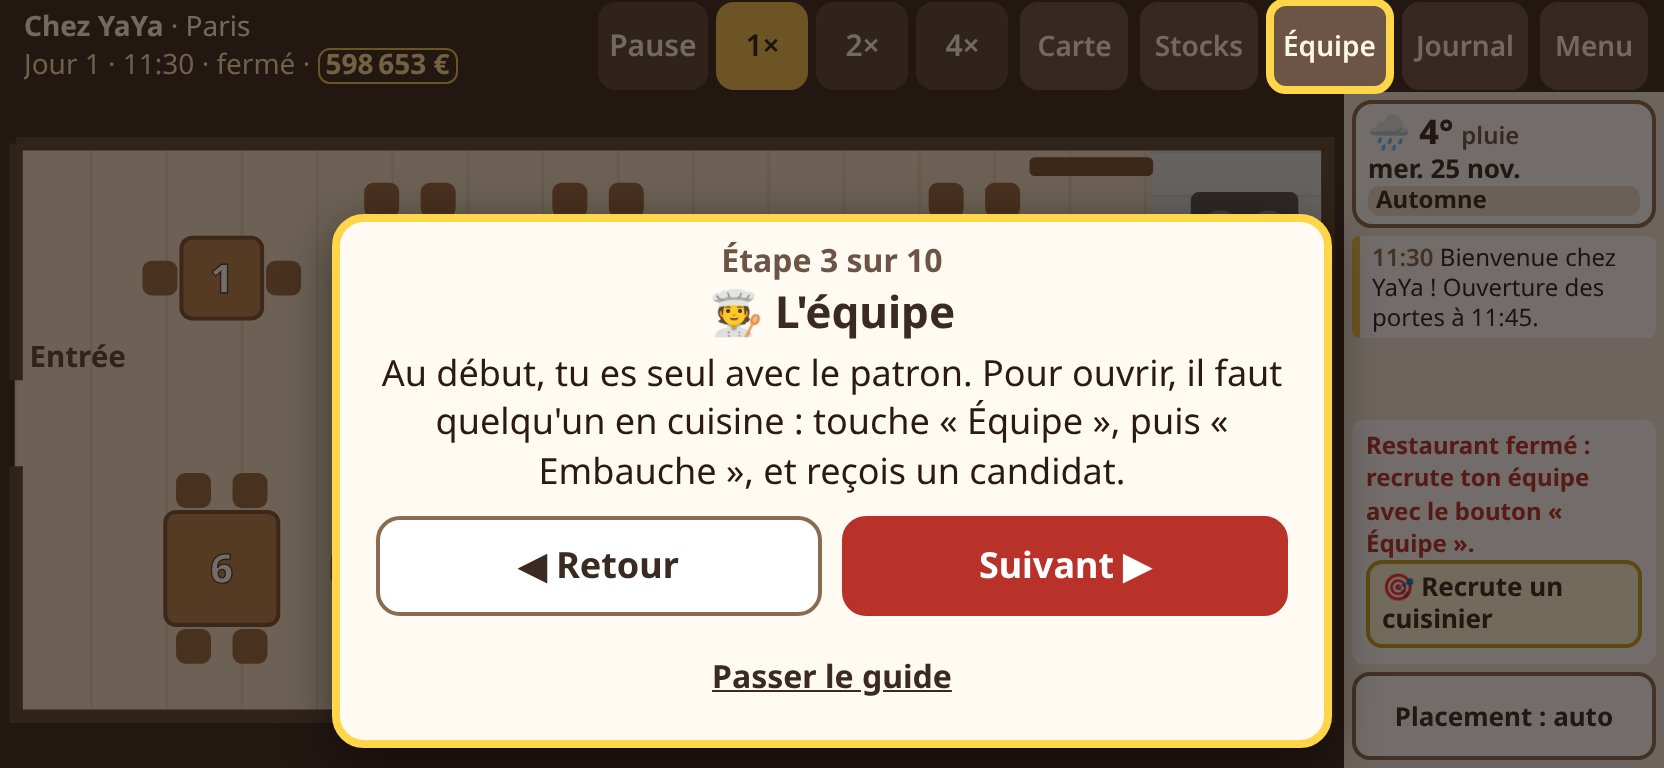 Chez YaYa · Paris
Jour 1 · 11:30 · fermé · 598 653 €
Pause
1×
2×
4×
Carte
Stocks
Équipe
Journal
Menu
🌧️ 4° pluie
mer. 25 nov.
Automne
11:30 Bienvenue chez
YaYa ! Ouverture des
portes à 11:45.
1
Entrée
6
Étape 3 sur 10
🧑‍🍳 L'équipe
Au début, tu es seul avec le patron. Pour ouvrir, il faut
quelqu'un en cuisine : touche « Équipe », puis «
Embauche », et reçois un candidat.
◀ Retour
Suivant ▶
Passer le guide
Restaurant fermé :
recrute ton équipe
avec le bouton «
Équipe ».
🎯 Recrute un
cuisinier
Placement : auto